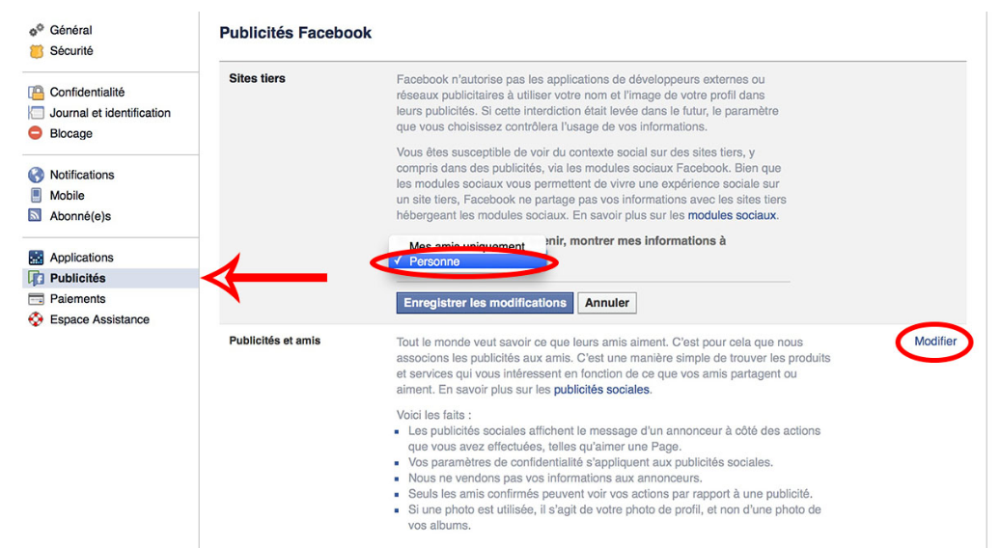 Général
Sécurité
Confidentialité
Journal et identification
Blocage
Notifications
Mobile
Abonné(e)s
Applications
Publicités
Paiements
Espace Assistance
Publicités Facebook
Sites tiers
Facebook n'autorise pas les applications de développeurs externes ou
réseaux publicitaires à utiliser votre nom et l'image de votre profil dans
leurs publicités. Si cette interdiction était levée dans le futur, le paramètre
que vous choisissez contrôlera l'usage de vos informations.
Vous êtes susceptible de voir du contexte social sur des sites tiers, y
compris dans des publicités, via les modules sociaux Facebook. Bien que
les modules sociaux vous permettent de vivre une expérience sociale sur
un site tiers, Facebook ne partage pas vos informations avec les sites tiers
hébergeant les modules sociaux. En savoir plus sur les modules sociaux.
enir, montrer mes informations à
Mes amis uniquement
✓ Personne
Enregistrer les modifications
Annuler
Publicités et amis
Modifier
Tout le monde veut savoir ce que leurs amis aiment. C'est pour cela que nous
associons les publicités aux amis. C'est une manière simple de trouver les produits
et services qui vous intéressent en fonction de ce que vos amis partagent ou
aiment. En savoir plus sur les publicités sociales.
Voici les faits :
Les publicités sociales affichent le message d'un annonceur à côté des actions
que vous avez effectuées, telles qu'aimer une Page.
Vos paramètres de confidentialité s'appliquent aux publicités sociales.
Nous ne vendons pas vos informations aux annonceurs.
Seuls les amis confirmés peuvent voir vos actions par rapport à une publicité.
Si une photo est utilisée, il s'agit de votre photo de profil, et non d'une photo de
vos albums.